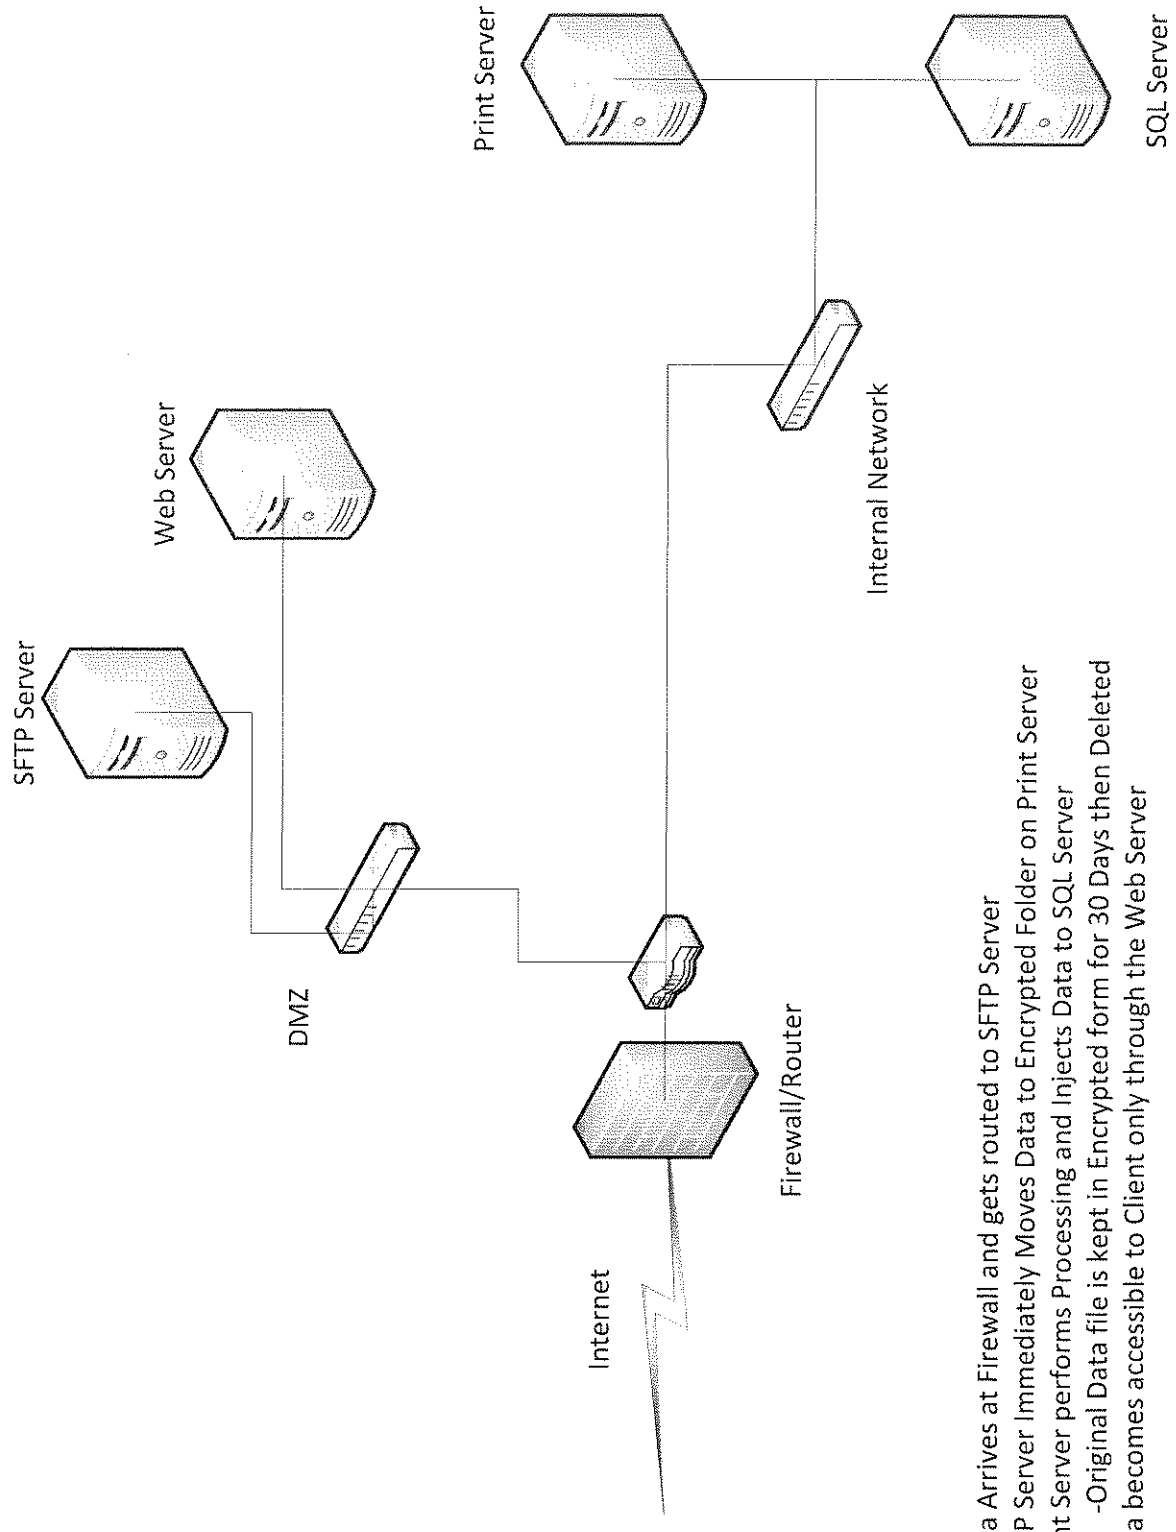 SFTP Server
Web Server
Print Server
DMZ
Internet
Firewall/Router
Internal Network
SQL Server
a Arrives at Firewall and gets routed to SFTP Server
P Server Immediately Moves Data to Encrypted Folder on Print Server
nt Server performs Processing and Injects Data to SQL Server
-Original Data file is kept in Encrypted form for 30 Days then Deleted
a becomes accessible to Client only through the Web Server